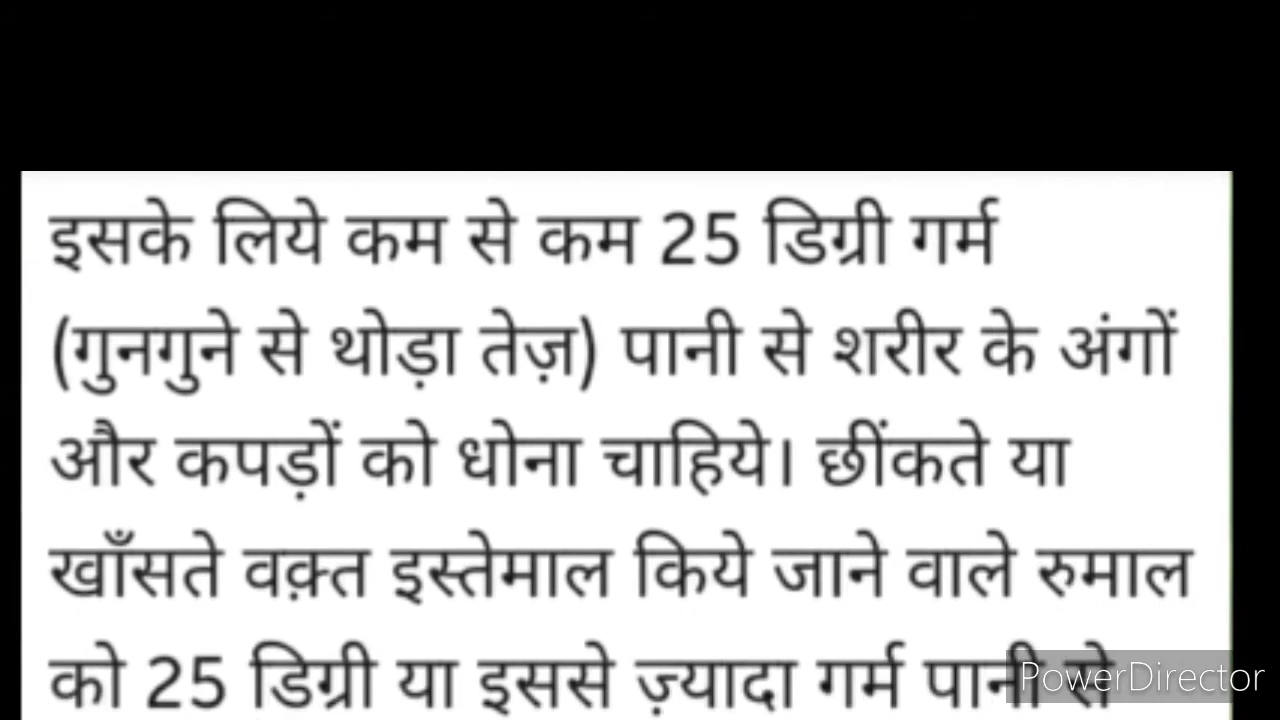 इसके लिये कम से कम 25 डिग्री गर्म
(गुनगुने से थोड़ा तेज़) पानी से शरीर के अंगों
और कपड़ों को धोना चाहिये। छींकते या
खाँसते वक़्त इस्तेमाल किये जाने वाले रुमाल
को 25 डिग्री या इससे ज़्यादा गर्म पानी से
PowerDirector